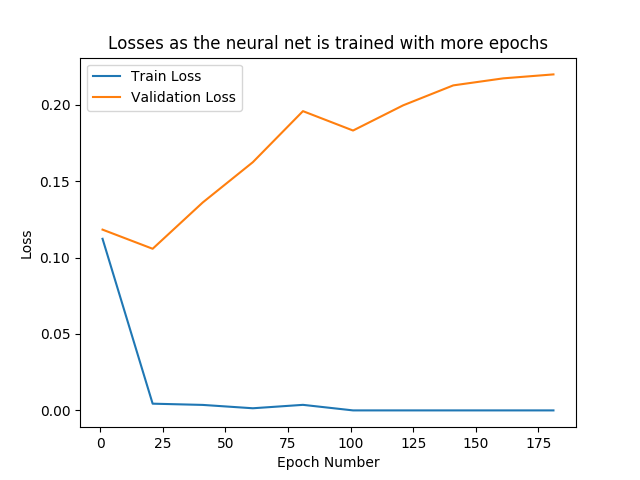 Losses as the neural net is trained with more epochs
Train Loss
Validation Loss
0.20
0.15
0.10
0.05
0.00
Loss
0 25 50 75 100 125 150 175
Epoch Number